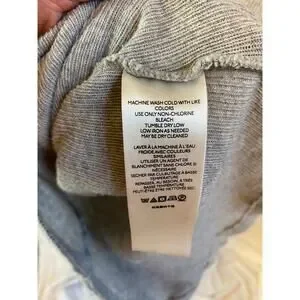 MACHINE WASH COLD WITH LIKE
COLORS
USE ONLY NON-CHLORINE
BLEACH
TUMBLE DRY LOW
LOW IRON AS NEEDED
MAY BE DRY CLEANED
LAVER À LA MACHINE À L'EAU
FROIDE AVEC COULEURS
SIMILAIRES
UTILISER UN AGENT DE
BLANCHIMENT SANS CHLORE SI
NÉCESSAIRE
SÉCHER PAR CULBUTAGE À BASSE
TEMPÉRATURE
REPASSER, AU BESOIN, À TRÈS
BASSE TEMPÉRATURE
PEUT-ÊTRE ÊTRE NETTOYÉE SEC